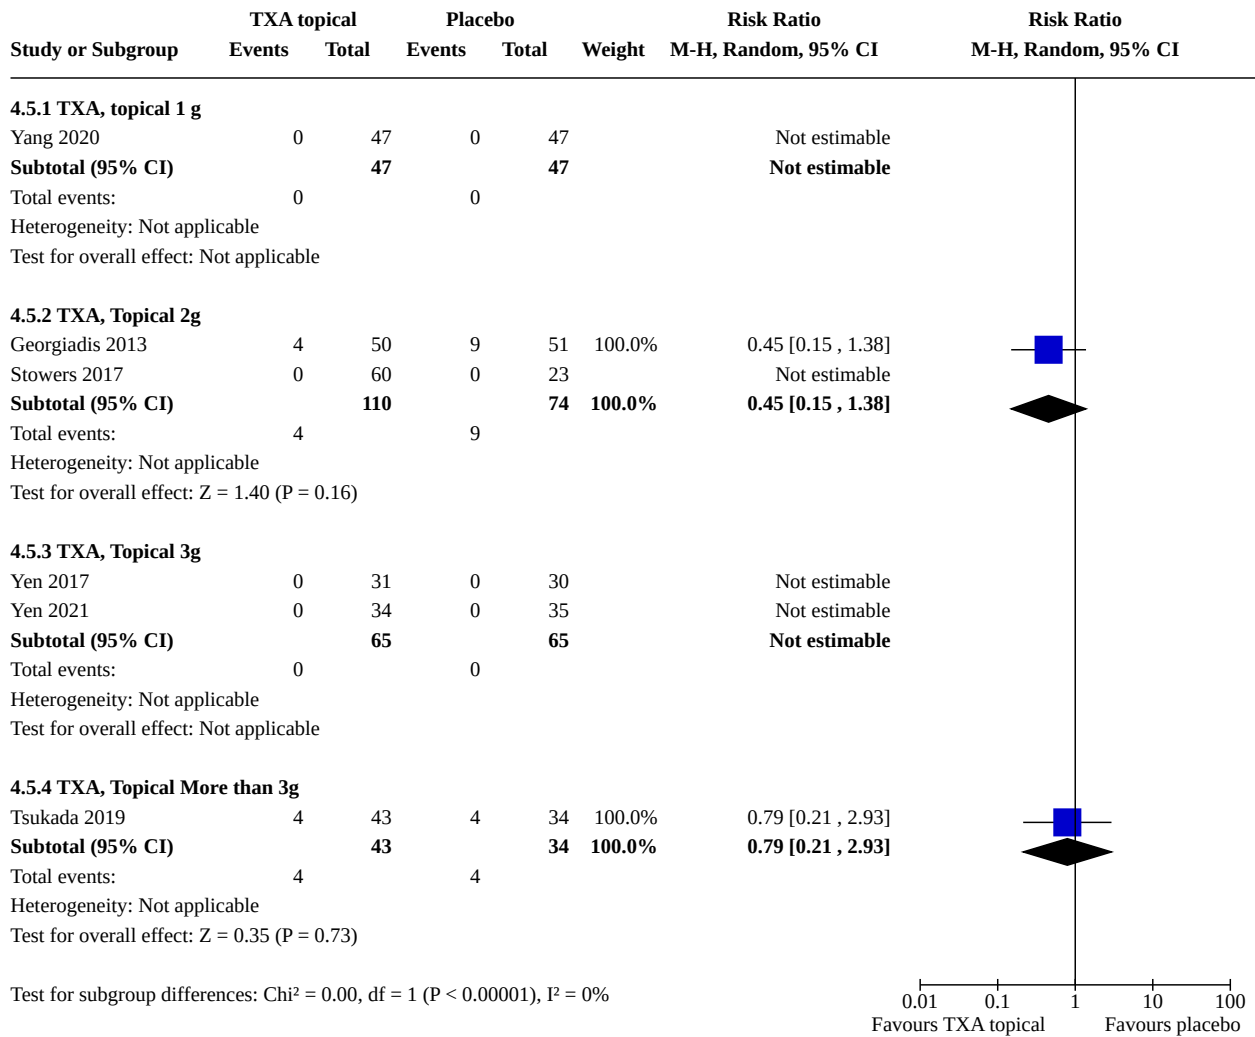 TXA topical Placebo Risk Ratio Risk Ratio
Study or Subgroup Events Total Events Total Weight M-H, Random, 95% CI M-H, Random, 95% CI
4.5.1 TXA, topical 1 g
Yang 2020 0 47 0 47 Not estimable
Subtotal (95% CI) 47 47 Not estimable
Total events: 0 0
Heterogeneity: Not applicable
Test for overall effect: Not applicable
4.5.2 TXA, Topical 2g
Georgiadis 2013 4 50 9 51 100.0% 0.45 [0.15 , 1.38]
Stowers 2017 0 60 0 23 Not estimable
Subtotal (95% CI) 110 74 100.0% 0.45 [0.15 , 1.38]
Total events: 4 9
Heterogeneity: Not applicable
Test for overall effect: Z = 1.40 (P = 0.16)
4.5.3 TXA, Topical 3g
Yen 2017 0 31 0 30 Not estimable
Yen 2021 0 34 0 35 Not estimable
Subtotal (95% CI) 65 65 Not estimable
Total events: 0 0
Heterogeneity: Not applicable
Test for overall effect: Not applicable
4.5.4 TXA, Topical More than 3g
Tsukada 2019 4 43 4 34 100.0% 0.79 [0.21 , 2.93]
Subtotal (95% CI) 43 34 100.0% 0.79 [0.21 , 2.93]
Total events: 4 4
Heterogeneity: Not applicable
Test for overall effect: Z = 0.35 (P = 0.73)
Test for subgroup differences: Chi² = 0.00, df = 1 (P < 0.00001), I² = 0%
0.01 0.1 1 10 100
Favours TXA topical Favours placebo